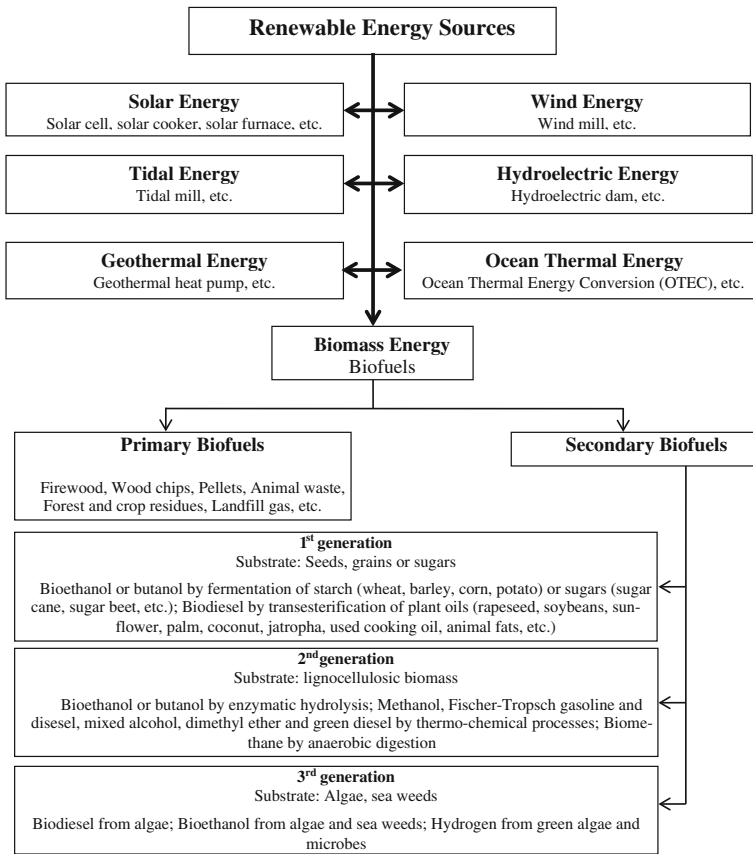 Renewable Energy Sources
Solar Energy
Solar cell, solar cooker, solar furnace, etc.
Wind Energy
Wind mill, etc.
Tidal Energy
Tidal mill, etc.
Hydroelectric Energy
Hydroelectric dam, etc.
Geothermal Energy
Geothermal heat pump, etc.
Ocean Thermal Energy
Ocean Thermal Energy Conversion (OTEC), etc.
Biomass Energy
Biofuels
Primary Biofuels
Firewood, Wood chips, Pellets, Animal waste,
Forest and crop residues, Landfill gas, etc.
Secondary Biofuels
1st generation
Substrate: Seeds, grains or sugars
Bioethanol or butanol by fermentation of starch (wheat, barley, corn, potato) or sugars (sugar
cane, sugar beet, etc.); Biodiesel by transesterification of plant oils (rapeseed, soybeans, sun-
flower, palm, coconut, jatropha, used cooking oil, animal fats, etc.)
2nd generation
Substrate: lignocellulosic biomass
Bioethanol or butanol by enzymatic hydrolysis; Methanol, Fischer-Tropsch gasoline and
disesel, mixed alcohol, dimethyl ether and green diesel by thermo-chemical processes; Biome-
thane by anaerobic digestion
3rd generation
Substrate: Algae, sea weeds
Biodiesel from algae; Bioethanol from algae and sea weeds; Hydrogen from green algae and
microbes